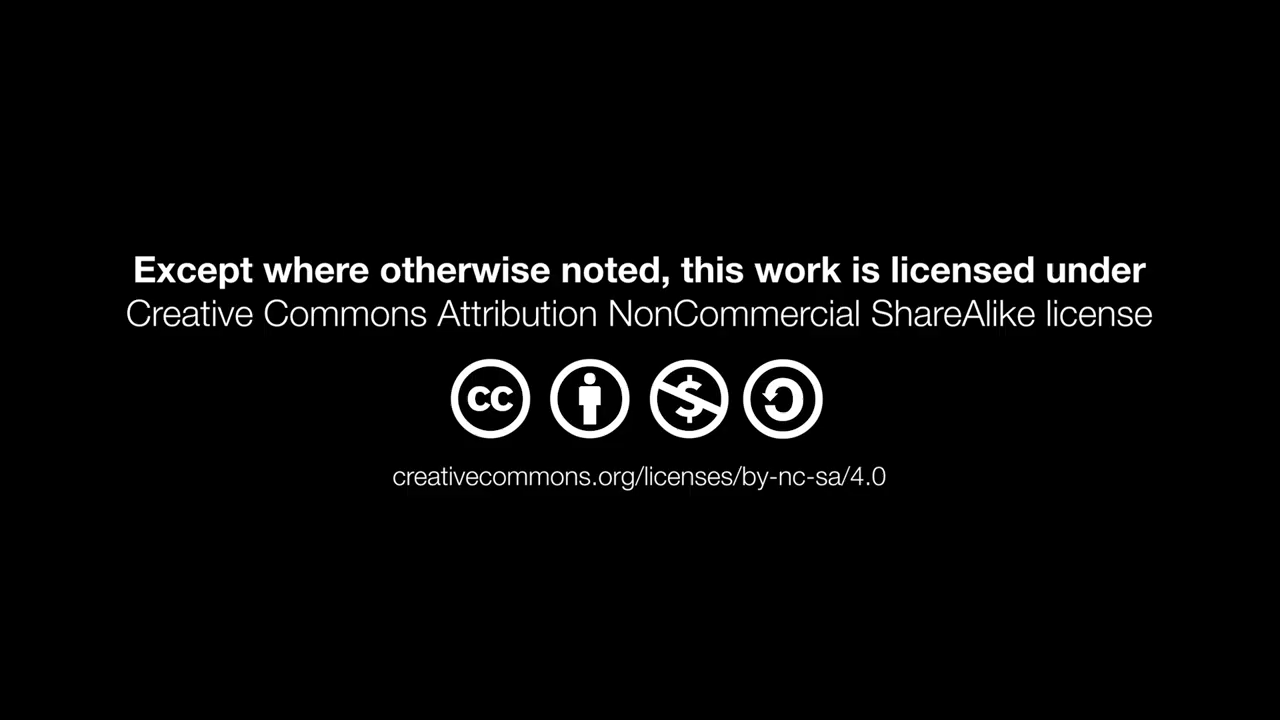 Except where otherwise noted, this work is licensed under
Creative Commons Attribution NonCommercial ShareAlike license
cc
creativecommons.org/licenses/by-nc-sa/4.0